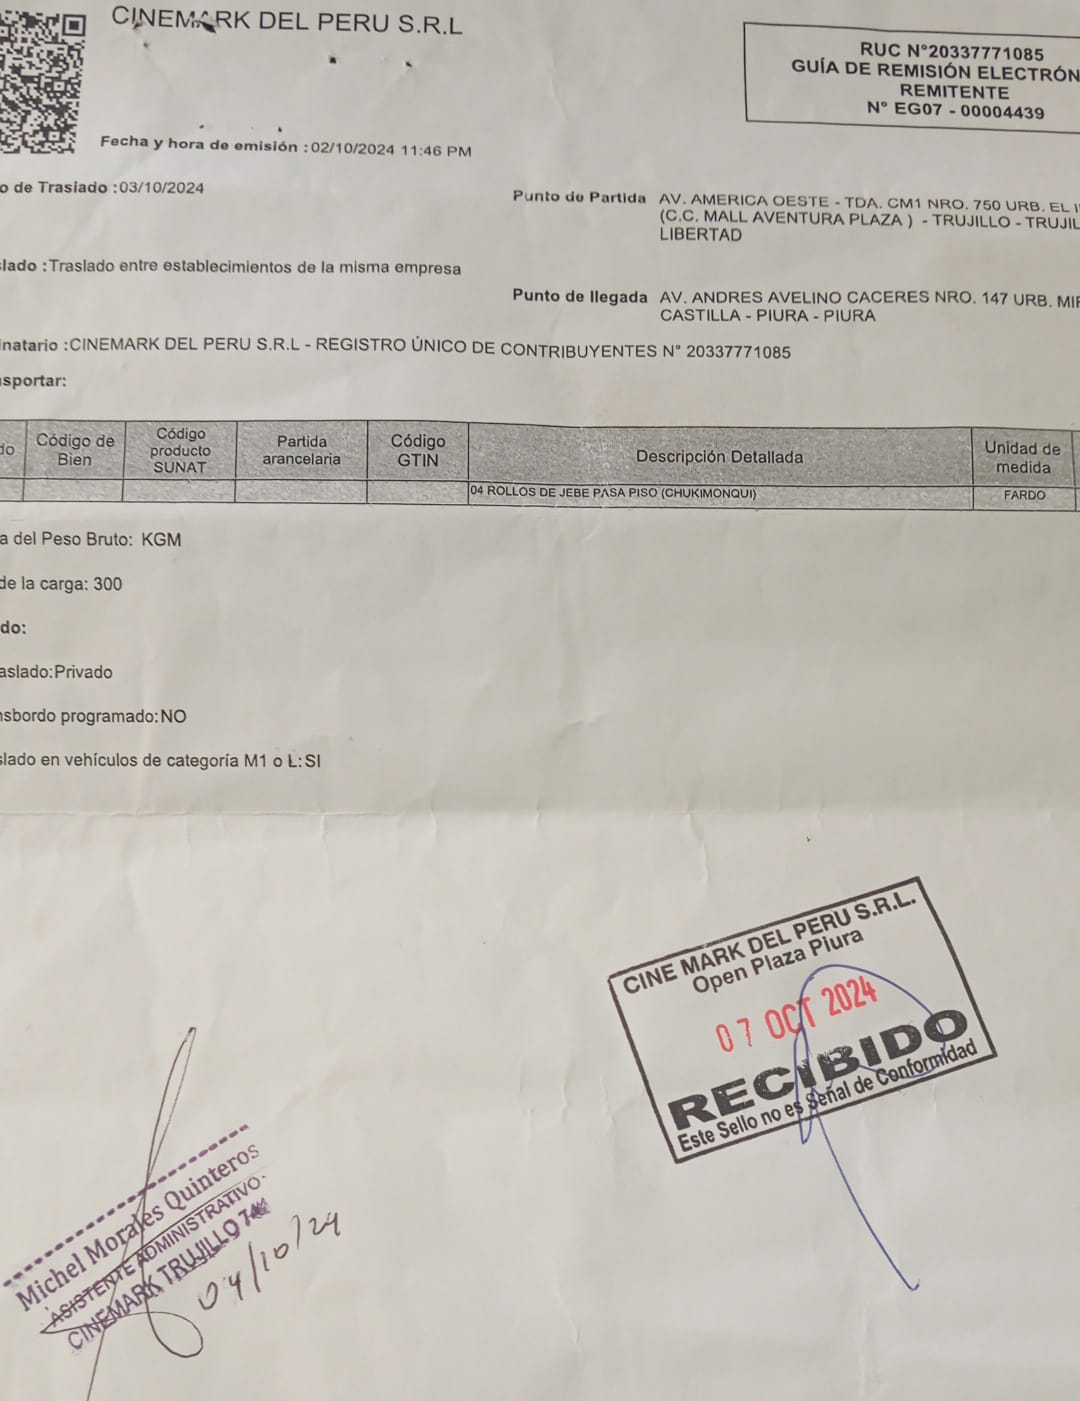 CINEMARK DEL PERU S.R.L
RUC N°20337771085
GUÍA DE REMISIÓN ELECTRÓN
REMITENTE
N° EG07 - 00004439
Fecha y hora de emisión : 02/10/2024 11:46 PM
o de Traslado : 03/10/2024
Punto de Partida AV. AMERICA OESTE - TDA. CM1 NRO. 750 URB. EL I
(C.C. MALL AVENTURA PLAZA ) - TRUJILLO - TRUJIL
LIBERTAD
slado : Traslado entre establecimientos de la misma empresa
Punto de llegada AV. ANDRES AVELINO CACERES NRO. 147 URB. MIR
CASTILLA - PIURA - PIURA
inatario : CINEMARK DEL PERU S.R.L - REGISTRO ÚNICO DE CONTRIBUYENTES N° 20337771085
nsportar:
do Código de Bien Código producto SUNAT Partida arancelaria Código GTIN Descripción Detallada Unidad de medida
04 ROLLOS DE JEBE PASA PISO (CHUKIMONQUI) FARDO
a del Peso Bruto: KGM
de la carga: 300
do:
aslado: Privado
nsbordo programado: NO
slado en vehículos de categoría M1 o L: SI
CINE MARK DEL PERU S.R.L.
Open Plaza Piura
07 OCT 2024
RECIBIDO
Este Sello no es Señal de Conformidad
Michel Morales Quinteros
ASISTENTE ADMINISTRATIVO
CINEMARK TRUJILLO
04/10/24